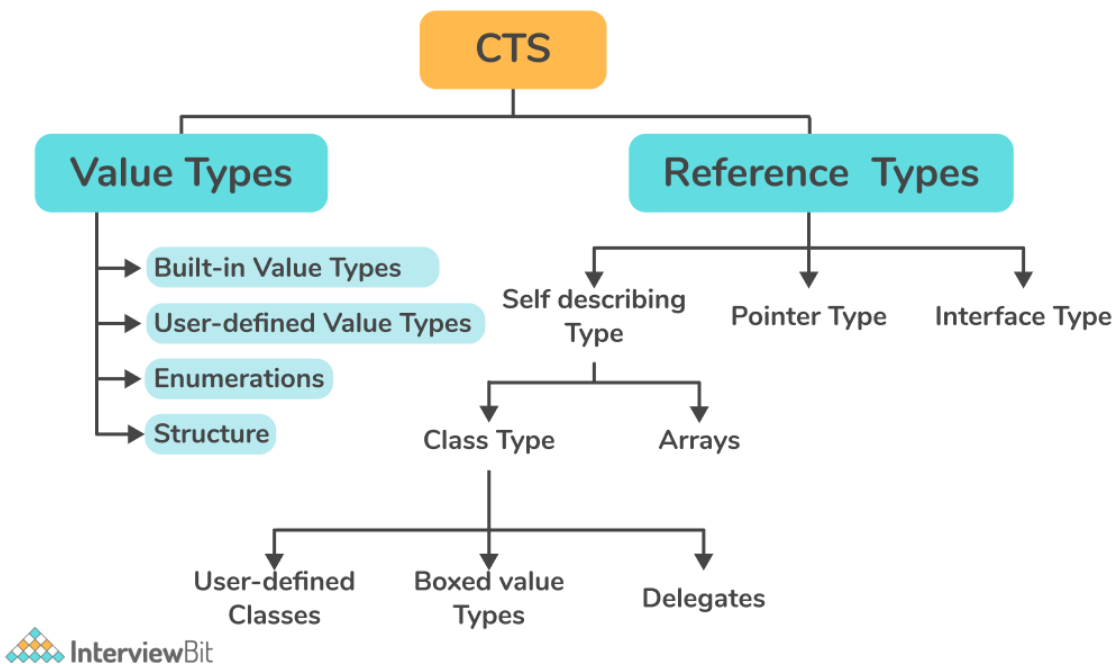 CTS
Value Types
Reference Types
Built-in Value Types
User-defined Value Types
Enumerations
Structure
Self describing
Type
Pointer Type
Interface Type
Class Type
Arrays
User-defined
Classes
Boxed value
Types
Delegates
InterviewBit